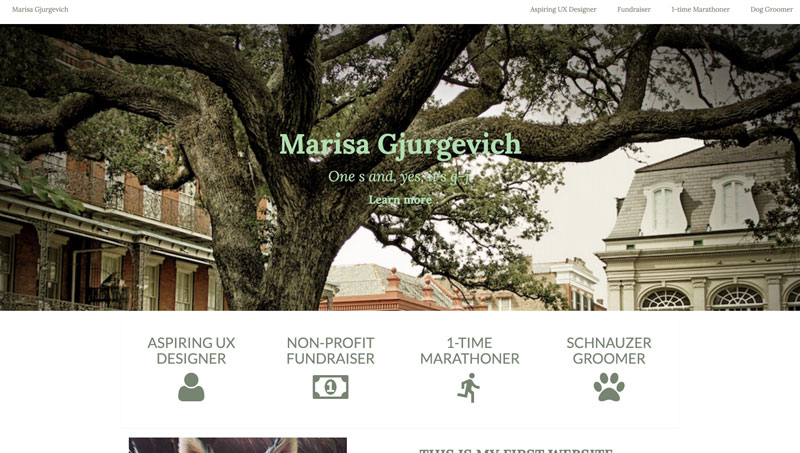 Marisa Gjurgevich
Aspiring UX Designer
Fundraiser
1-time Marathoner
Dog Groomer
Marisa Gjurgevich
One s and, yes, it's g-j.
Learn more
ASPIRING UX
DESIGNER
NON-PROFIT
FUNDRAISER
1-TIME
MARATHONER
SCHNAUZER
GROOMER
1
THIS IS MY FIRST WEBSITE